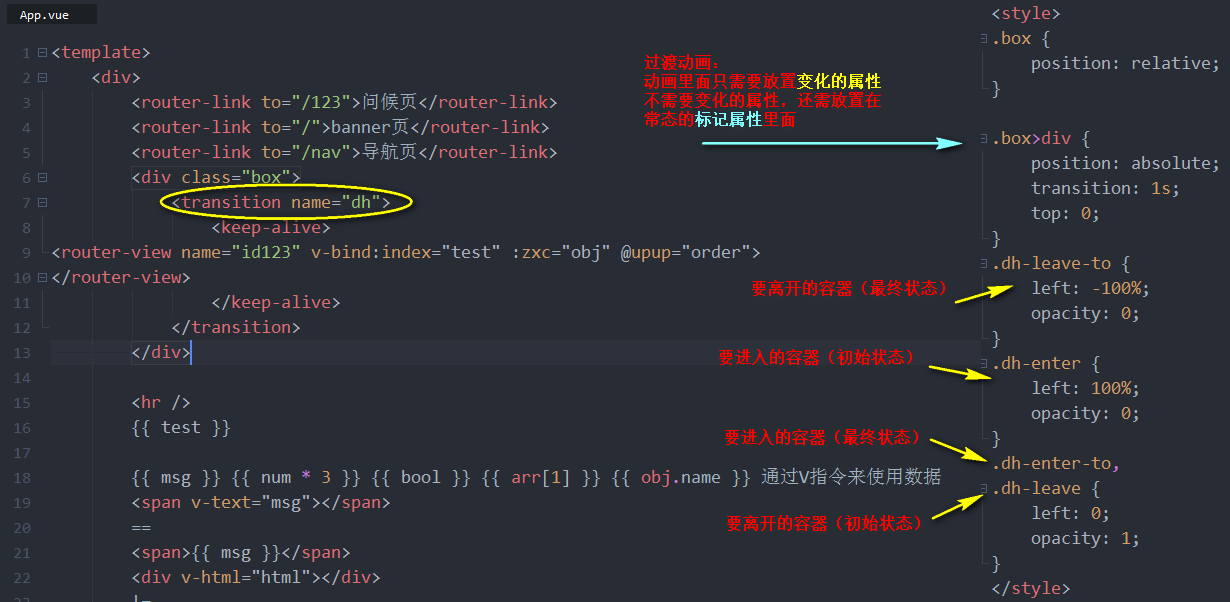 App.vue
1 <template>
2 <div>
3 <router-link to="/123">问候页</router-link>
4 <router-link to="/">banner页</router-link>
5 <router-link to="/nav">导航页</router-link>
6 <div class="box">
7 <transition name="dh">
8 <keep-alive>
9 <router-view name="id123" v-bind:index="test" :zxc="obj" @upup="order">
10 </router-view>
11 </keep-alive>
12 </transition>
13 </div>
14
15 <hr />
16 {{ test }}
17
18 {{ msg }} {{ num * 3 }} {{ bool }} {{ arr[1] }} {{ obj.name }} 通过V指令来使用数据
19 <span v-text="msg"></span>
20 ==
21 <span>{{ msg }}</span>
22 <div v-html="html"></div>
过渡动画:
动画里面只需要放置变化的属性
不需要变化的属性，还需放置在
常态的标记属性里面
要离开的容器（最终状态）
要进入的容器（初始状态）
要进入的容器（最终状态）
要离开的容器（初始状态）
<style>
.box {
position: relative;
}
.box>div {
position: absolute;
transition: 1s;
top: 0;
}
.dh-leave-to {
left: -100%;
opacity: 0;
}
.dh-enter {
left: 100%;
opacity: 0;
}
.dh-enter-to,
.dh-leave {
left: 0;
opacity: 1;
}
</style>